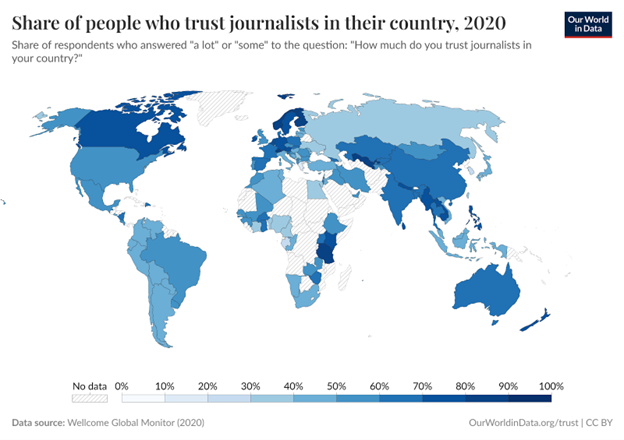 Share of people who trust journalists in their country, 2020
Our World
in Data
Share of respondents who answered "a lot" or "some" to the question: "How much do you trust journalists in
your country?"
No data 0% 10% 20% 30% 40% 50% 60% 70% 80% 90% 100%
Data source: Wellcome Global Monitor (2020)
OurWorldinData.org/trust | CC BY